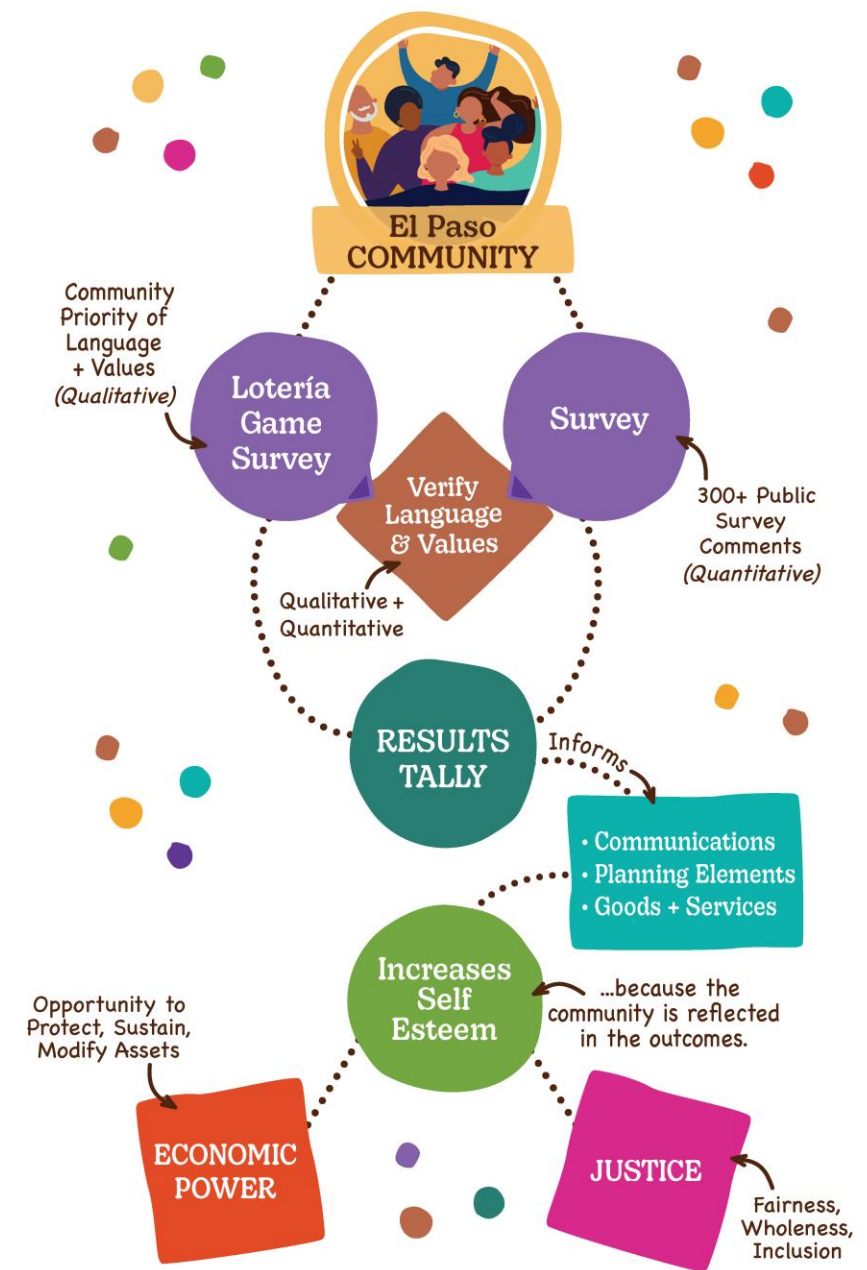 El Paso
COMMUNITY
Community
Priority of
Language
+ Values
(Qualitative)
Lotería
Game
Survey
Survey
Verify
Language
& Values
300+ Public
Survey
Comments
(Quantitative)
Qualitative +
Quantitative
RESULTS
TALLY
Informs
• Communications
• Planning Elements
• Goods + Services
Increases
Self
Esteem
...because the
community is reflected
in the outcomes.
Opportunity to
Protect, Sustain,
Modify Assets
ECONOMIC
POWER
JUSTICE
Fairness,
Wholeness,
Inclusion